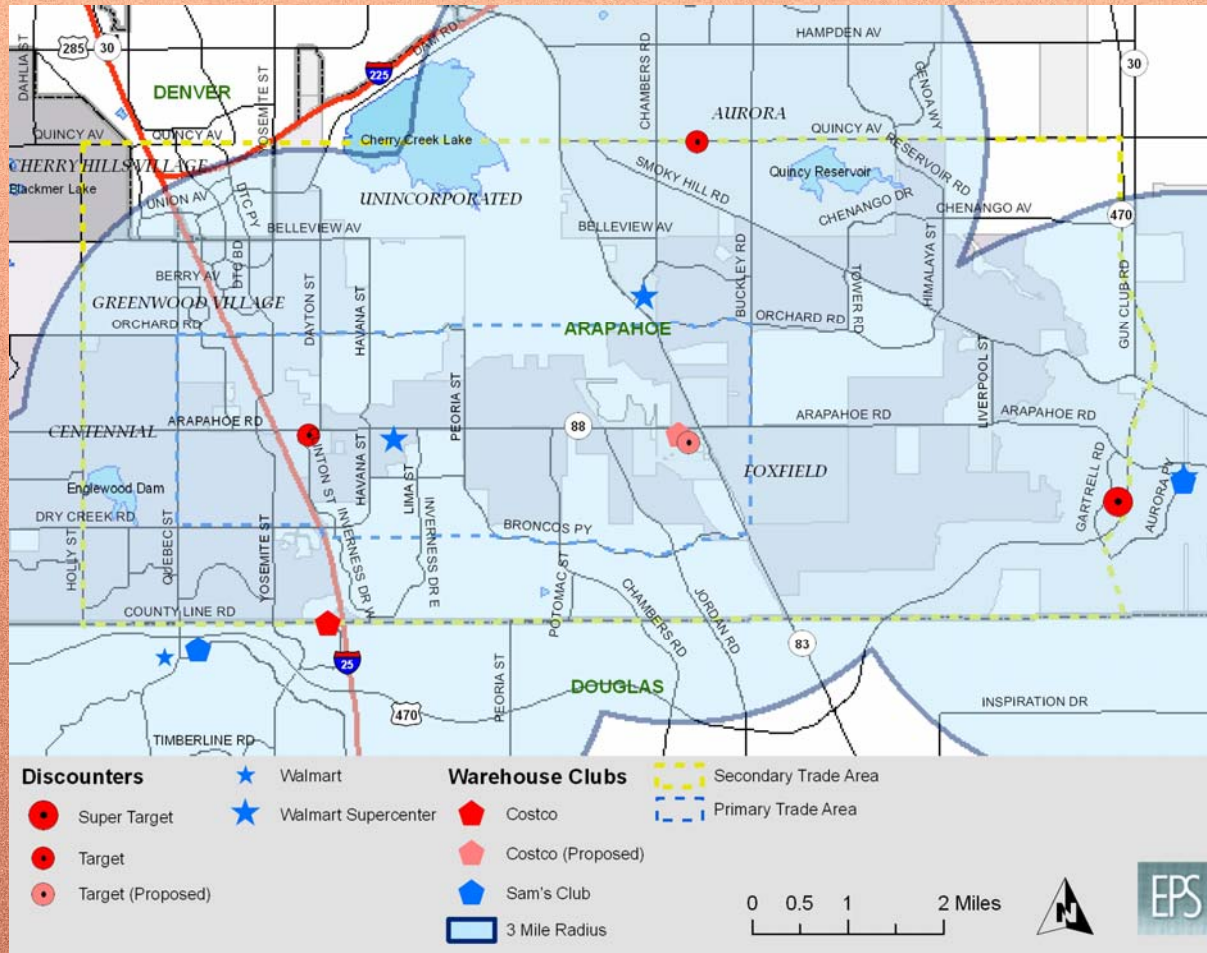 DAHLIA ST
285
30
DENVER
YOSEMITE ST
225
DAM RD
CHAMBERS RD
HAMPDEN AV
GENOA WY
30
AURORA
QUINCY AV
QUINCY AV
Cherry Creek Lake
QUINCY AV
CHERRY HILLS VILLAGE
Blackmer Lake
UNION AV
DTC PY
UNINCORPORATED
SMOKY HILL RD
Quincy Reservoir
RESERVOIR RD
CHENANGO DR
CHENANGO AV
470
BELLEVIEW AV
BELLEVIEW AV
BERRY AV
DTC BD
GREENWOOD VILLAGE
ORCHARD RD
DAYTON ST
HAVANA ST
BUCKLEY RD
TOWER RD
HIMALAYA ST
GUN CLUB RD
ARAPAHOE
ORCHARD RD
PEORIA ST
LIVERPOOL ST
CENTENNIAL
ARAPAHOE RD
88
ARAPAHOE RD
ARAPAHOE RD
INTON ST
HAVANA ST
LIMA ST
FOXFIELD
Englewood Dam
DRY CREEK RD
INVERNESS DR E
BRONCOS PY
GARTRELL RD
AURORA PY
HOLLY ST
QUEBEC ST
YOSEMITE ST
INVERNESS DR W
POTOMAC ST
CHAMBERS RD
JORDAN RD
COUNTY LINE RD
25
PEORIA ST
83
DOUGLAS
470
INSPIRATION DR
TIMBERLINE RD
Discounters
Super Target
Target
Target (Proposed)
Walmart
Walmart Supercenter
Warehouse Clubs
Costco
Costco (Proposed)
Sam's Club
3 Mile Radius
Secondary Trade Area
Primary Trade Area
0 0.5 1 2 Miles
N
EPS